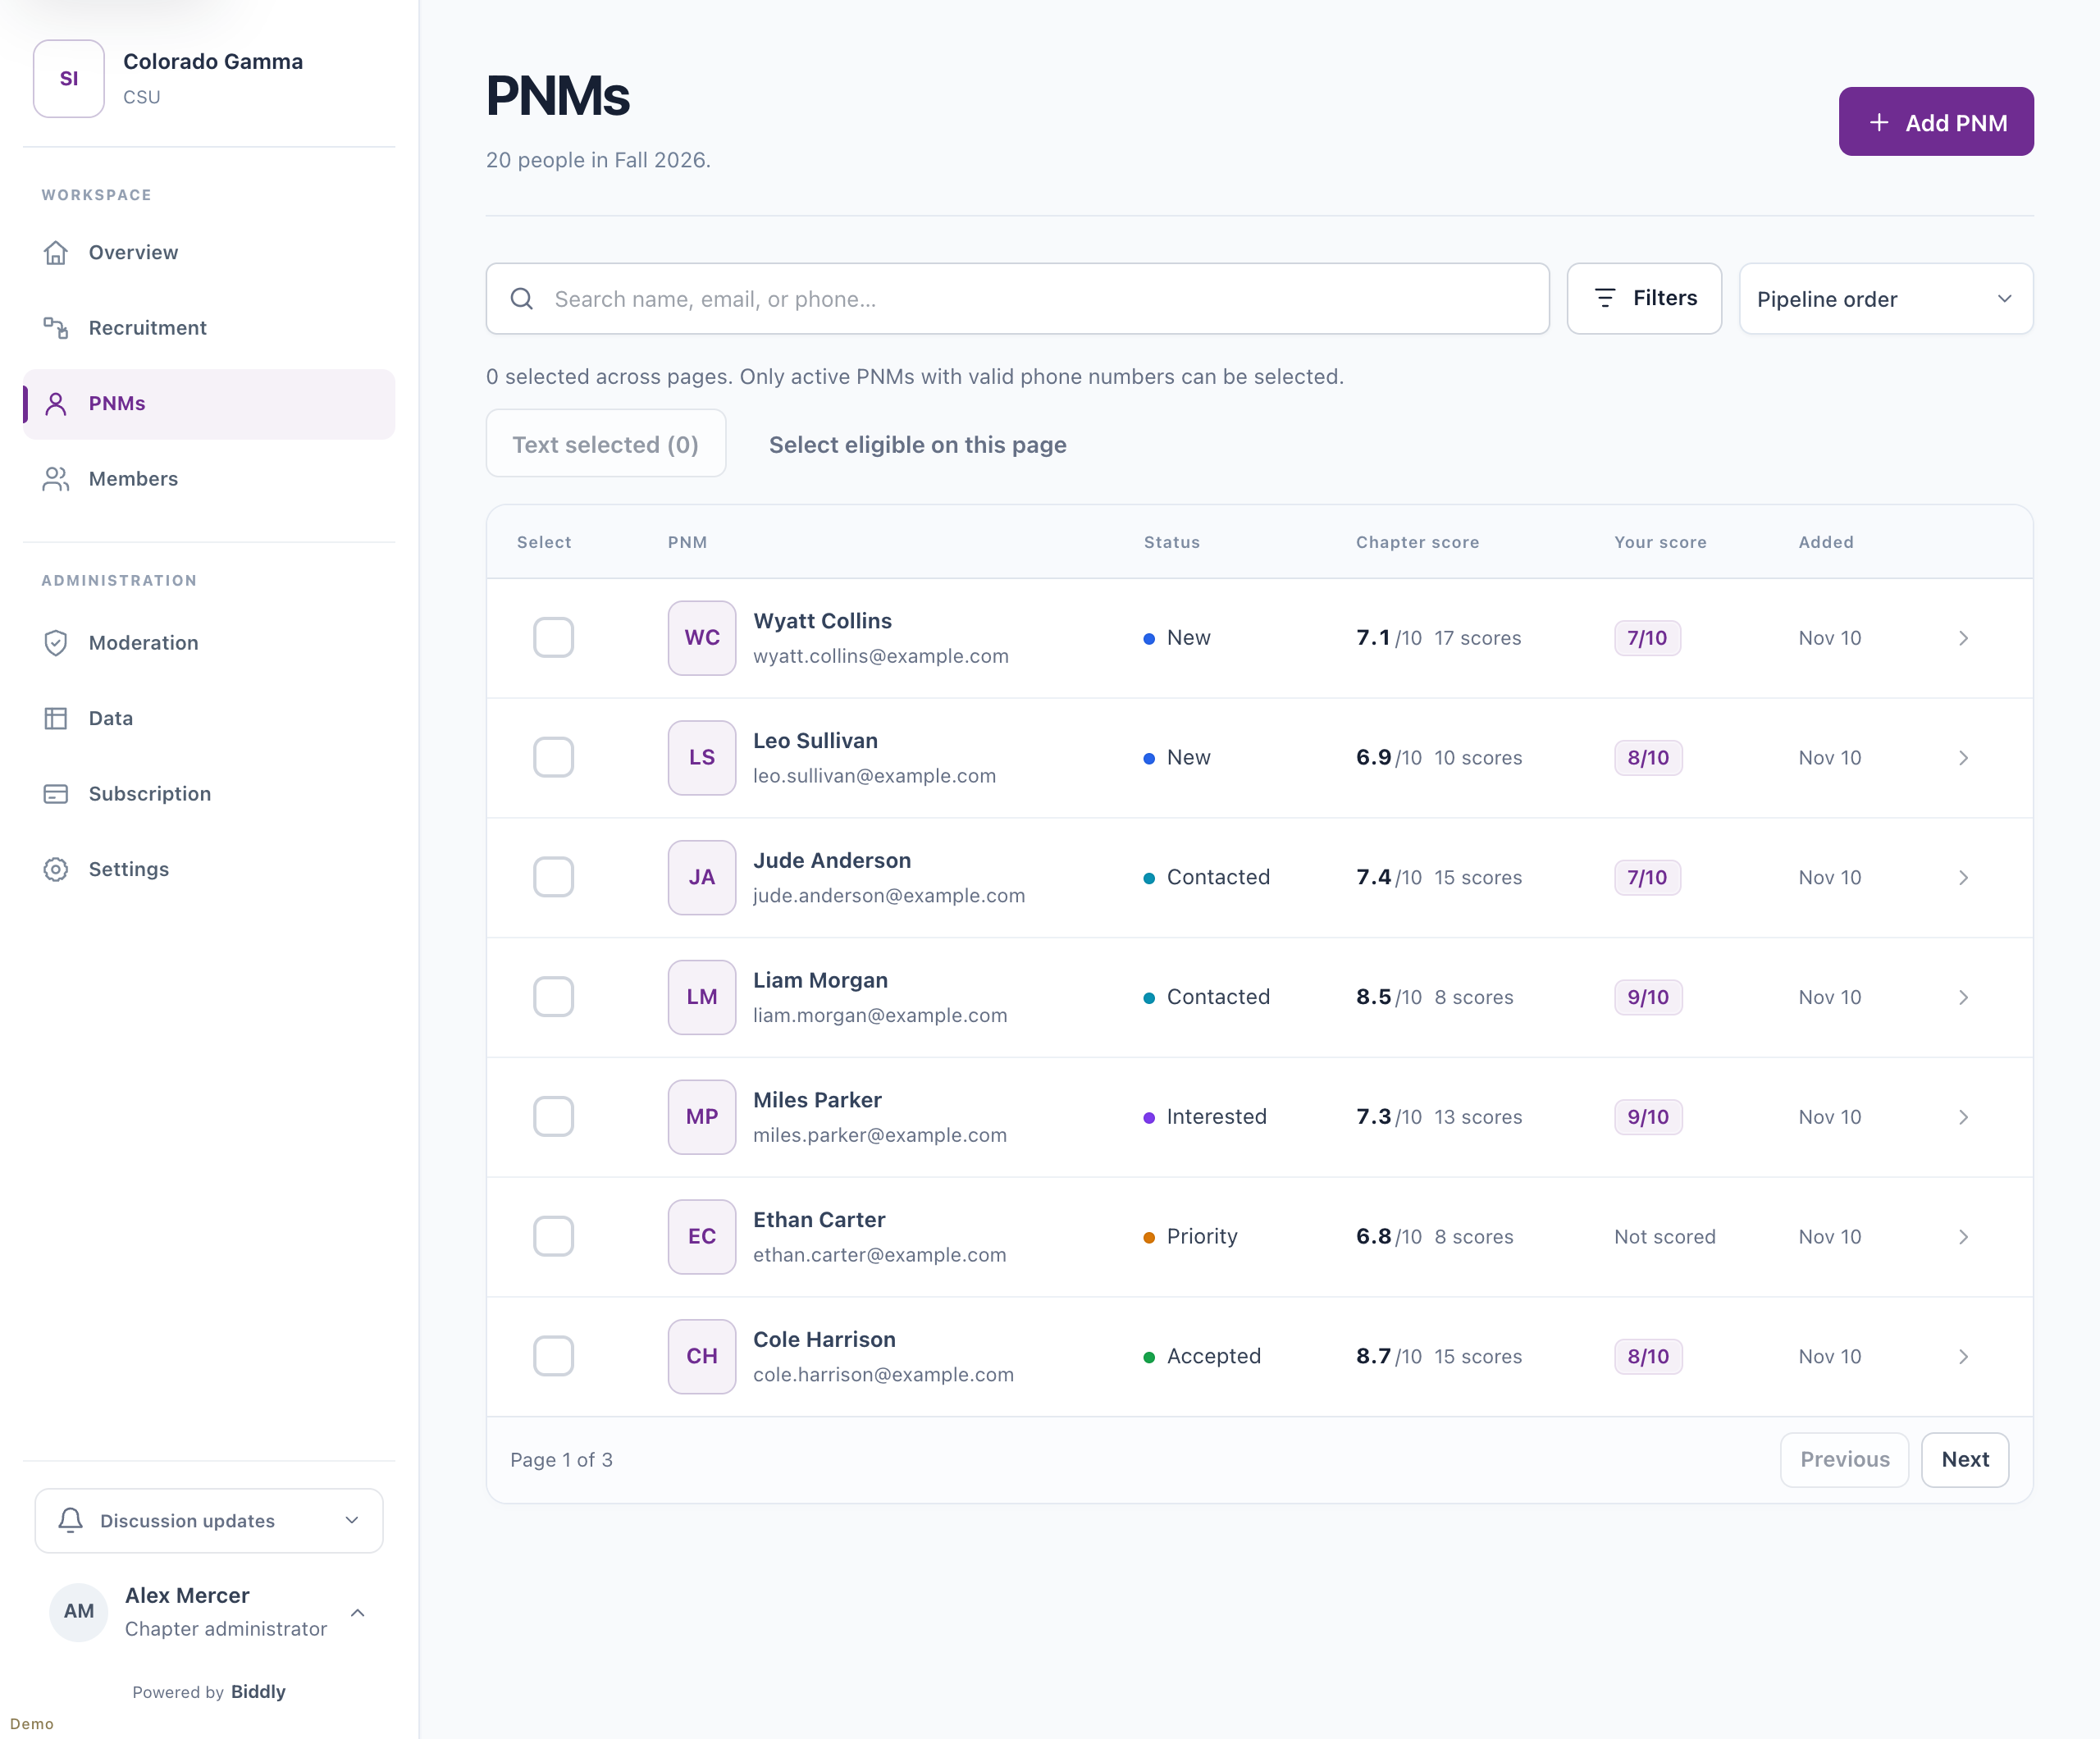 SI
Colorado Gamma
CSU
WORKSPACE
Overview
Recruitment
PNMs
Members
ADMINISTRATION
Moderation
Data
Subscription
Settings
Discussion updates
AM
Alex Mercer
Chapter administrator
Powered by Biddly
Demo
PNMs
20 people in Fall 2026.
+ Add PNM
Search name, email, or phone...
Filters
Pipeline order
0 selected across pages. Only active PNMs with valid phone numbers can be selected.
Text selected (0)
Select eligible on this page
Select PNM Status Chapter score Your score Added
WC Wyatt Collins
wyatt.collins@example.com
New 7.1/10 17 scores 7/10 Nov 10
LS Leo Sullivan
leo.sullivan@example.com
New 6.9/10 10 scores 8/10 Nov 10
JA Jude Anderson
jude.anderson@example.com
Contacted 7.4/10 15 scores 7/10 Nov 10
LM Liam Morgan
liam.morgan@example.com
Contacted 8.5/10 8 scores 9/10 Nov 10
MP Miles Parker
miles.parker@example.com
Interested 7.3/10 13 scores 9/10 Nov 10
EC Ethan Carter
ethan.carter@example.com
Priority 6.8/10 8 scores Not scored Nov 10
CH Cole Harrison
cole.harrison@example.com
Accepted 8.7/10 15 scores 8/10 Nov 10
Page 1 of 3
Previous
Next